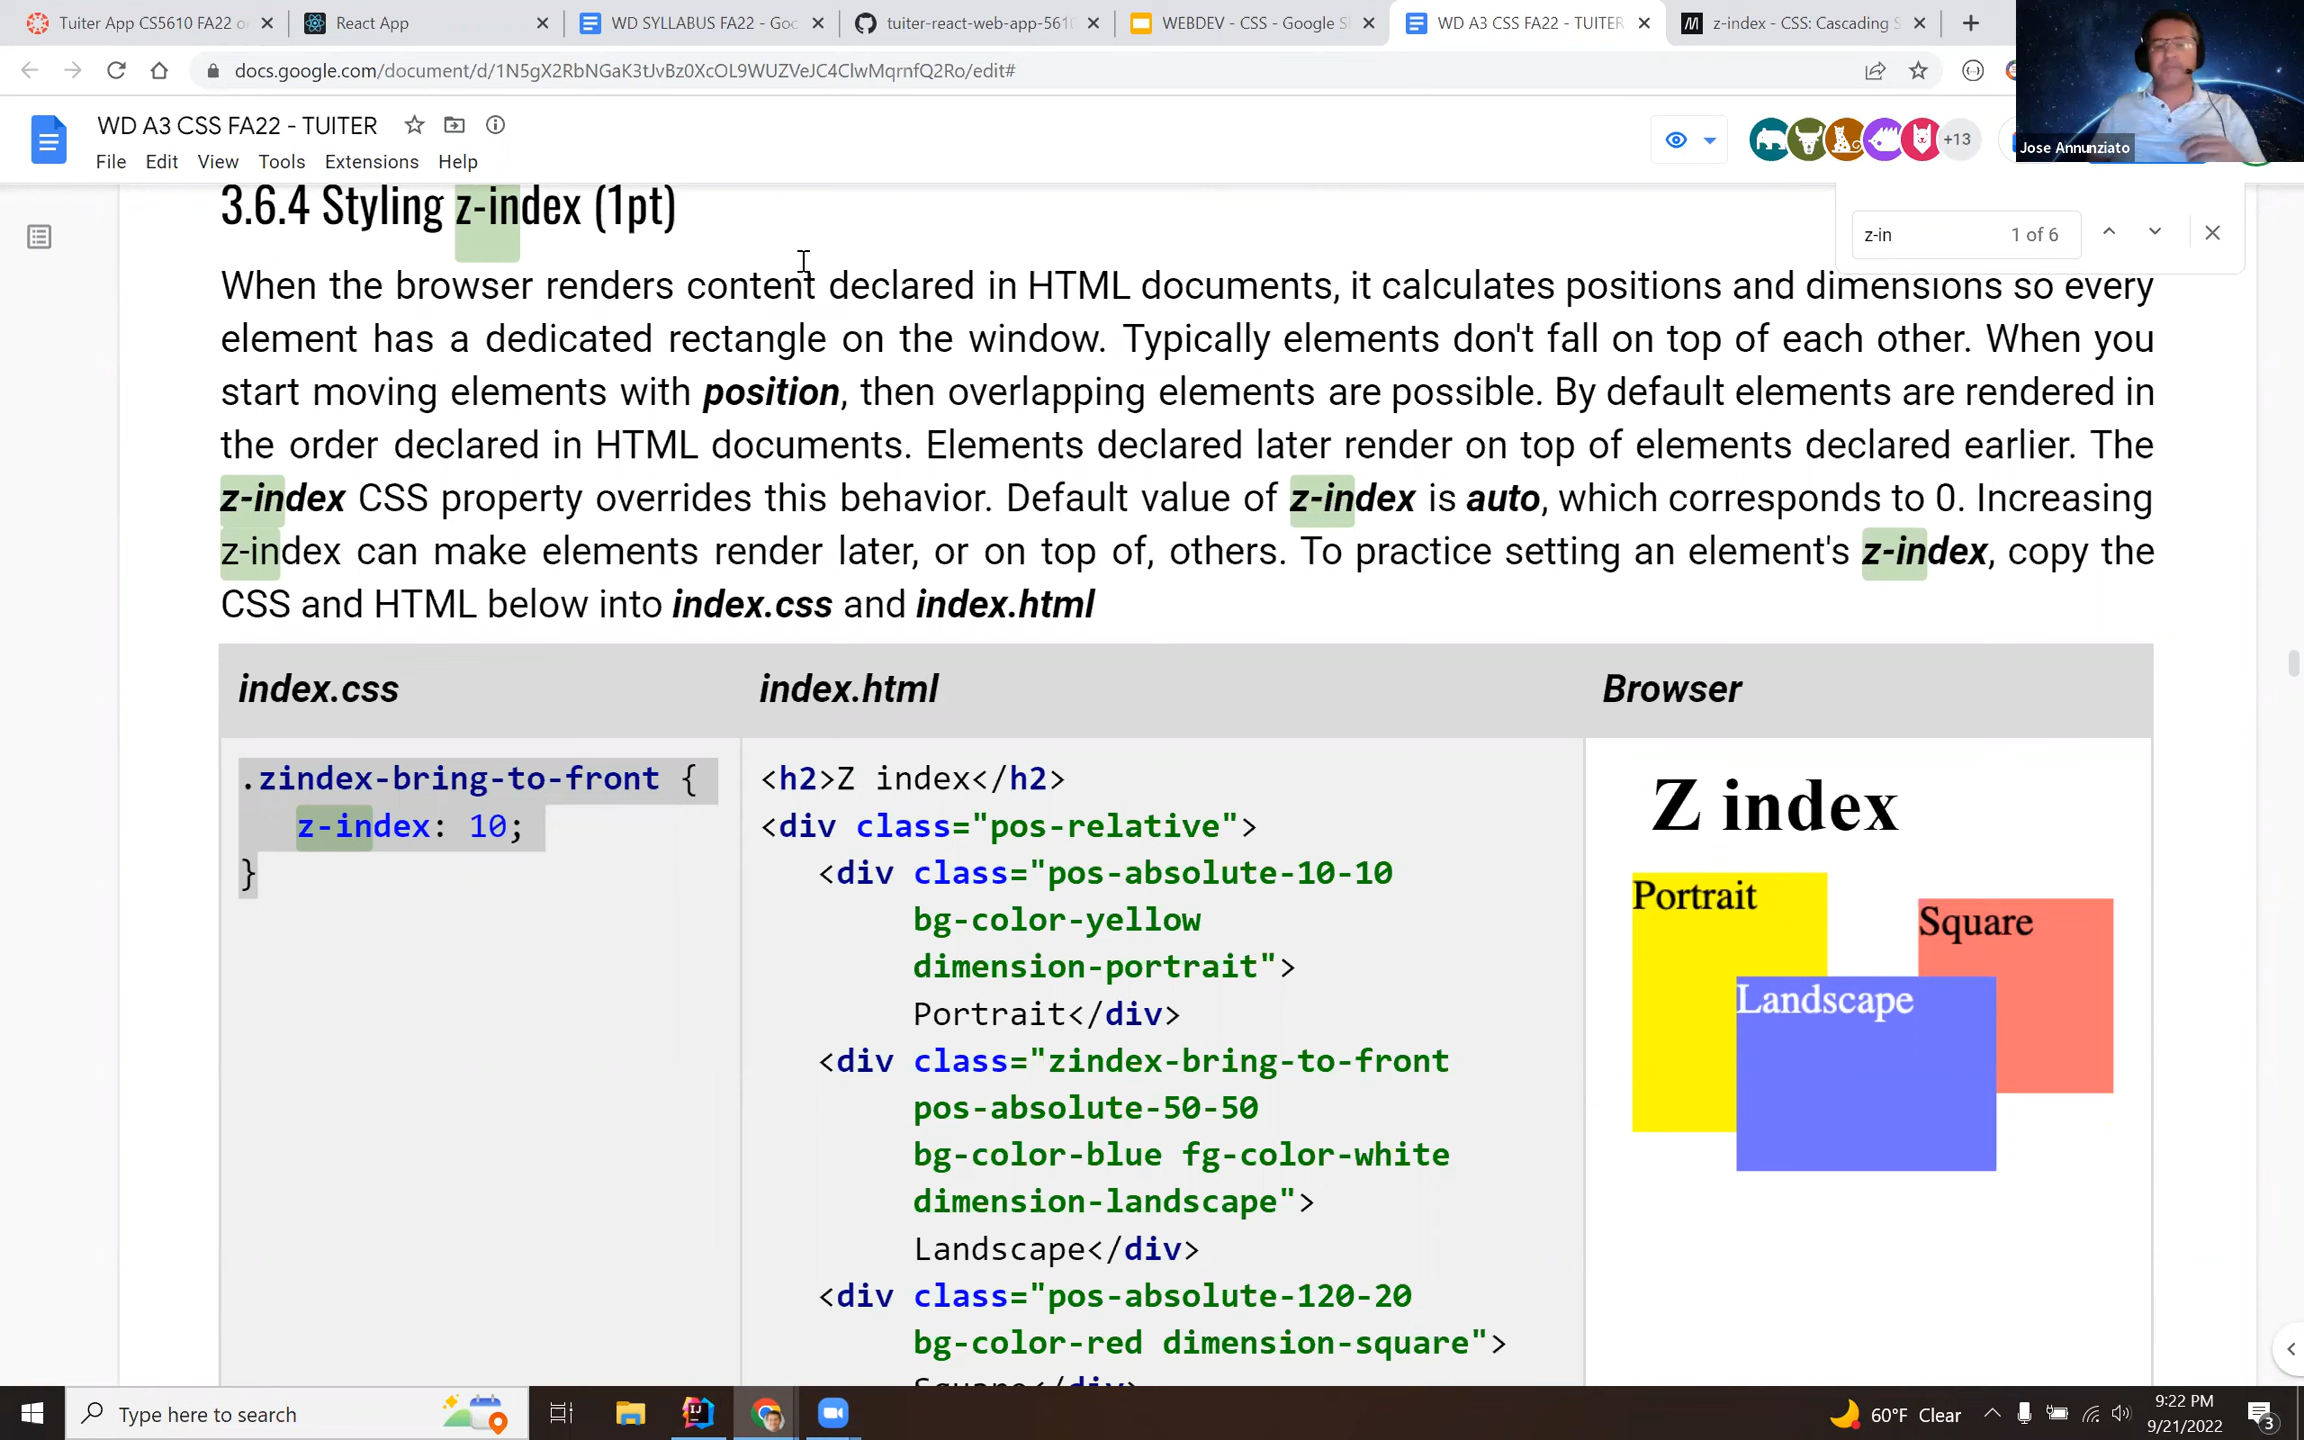 Tuiter App CS5610 FA22 o
React App
WD SYLLABUS FA22 - Goo
tuiter-react-web-app-561
WEBDEV - CSS - Google S
WD A3 CSS FA22 - TUITER
z-index - CSS: Cascading S
docs.google.com/document/d/1N5gX2RbNGaK3tJvBz0XcOL9WUZVeJC4ClwMqrnfQ2Ro/edit#
WD A3 CSS FA22 - TUITER
File Edit View Tools Extensions Help
+13
Jose Annunziato
z-in 1 of 6
3.6.4 Styling z-index (1pt)
When the browser renders content declared in HTML documents, it calculates positions and dimensions so every
element has a dedicated rectangle on the window. Typically elements don't fall on top of each other. When you
start moving elements with position, then overlapping elements are possible. By default elements are rendered in
the order declared in HTML documents. Elements declared later render on top of elements declared earlier. The
z-index CSS property overrides this behavior. Default value of z-index is auto, which corresponds to 0. Increasing
z-index can make elements render later, or on top of, others. To practice setting an element's z-index, copy the
CSS and HTML below into index.css and index.html
index.css
.zindex-bring-to-front {
z-index: 10;
}
index.html
<h2>Z index</h2>
<div class="pos-relative">
<div class="pos-absolute-10-10
bg-color-yellow
dimension-portrait">
Portrait</div>
<div class="zindex-bring-to-front
pos-absolute-50-50
bg-color-blue fg-color-white
dimension-landscape">
Landscape</div>
<div class="pos-absolute-120-20
bg-color-red dimension-square">
Square</div>
Browser
Z index
Portrait
Square
Landscape
Type here to search
IJ
60°F Clear
9:22 PM
9/21/2022
3